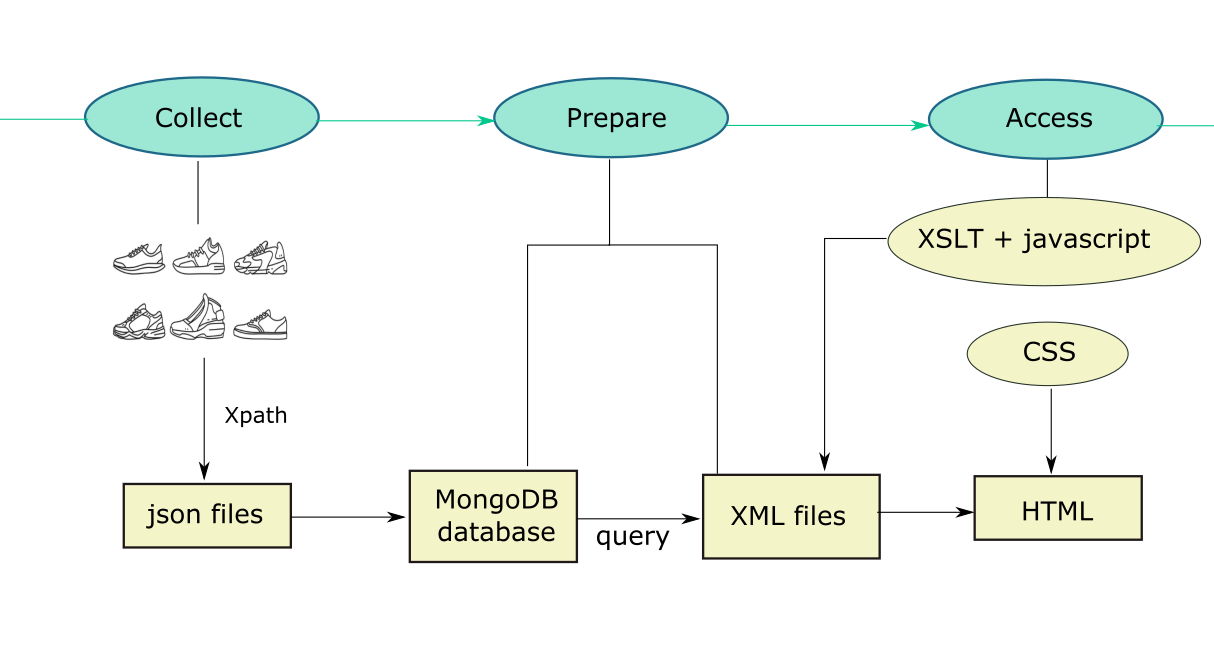 Collect
Prepare
Access
XSLT + javascript
CSS
Xpath
json files
MongoDB
database
query
XML files
HTML